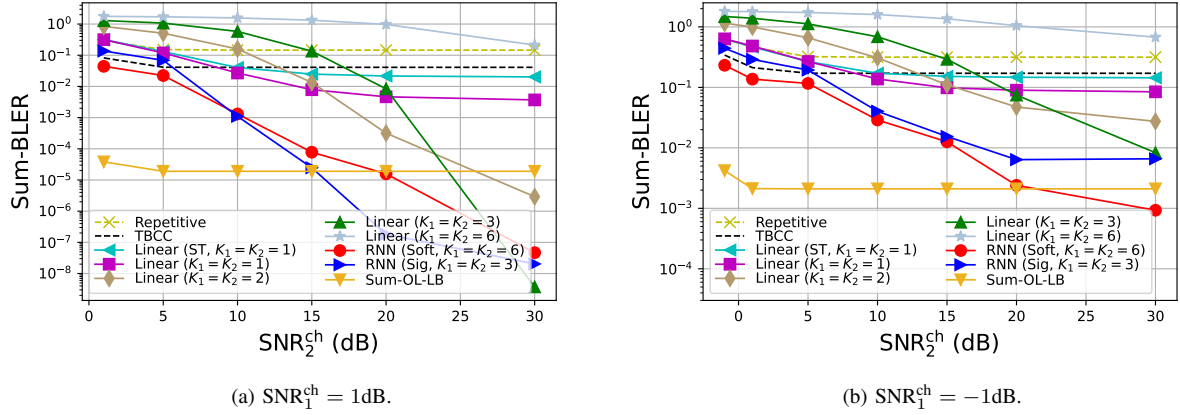 Sum-BLER
10⁰
10⁻¹
10⁻²
10⁻³
10⁻⁴
10⁻⁵
10⁻⁶
10⁻⁷
10⁻⁸
Repetitive
TBCC
Linear (ST, K₁ = K₂ = 1)
Linear (K₁ = K₂ = 1)
Linear (K₁ = K₂ = 2)
Linear (K₁ = K₂ = 3)
Linear (K₁ = K₂ = 6)
RNN (Soft, K₁ = K₂ = 6)
RNN (Sig, K₁ = K₂ = 3)
Sum-OL-LB
0 5 10 15 20 25 30
SNR₂ᶜʰ (dB)
(a) SNR₁ᶜʰ = 1dB.
Sum-BLER
10⁰
10⁻¹
10⁻²
10⁻³
10⁻⁴
Repetitive
TBCC
Linear (ST, K₁ = K₂ = 1)
Linear (K₁ = K₂ = 1)
Linear (K₁ = K₂ = 2)
Linear (K₁ = K₂ = 3)
Linear (K₁ = K₂ = 6)
RNN (Soft, K₁ = K₂ = 6)
RNN (Sig, K₁ = K₂ = 3)
Sum-OL-LB
0 5 10 15 20 25 30
SNR₂ᶜʰ (dB)
(b) SNR₁ᶜʰ = −1dB.